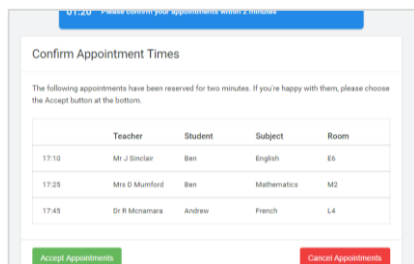 01:20 Please confirm your appointments within 2 minutes
Confirm Appointment Times
The following appointments have been reserved for two minutes. If you're happy with them, please choose
the Accept button at the bottom.
Teacher Student Subject Room
17:10 Mr J Sinclair Ben English E6
17:25 Mrs D Mumford Ben Mathematics M2
17:45 Dr R Mcnamara Andrew French L4
Accept Appointments Cancel Appointments